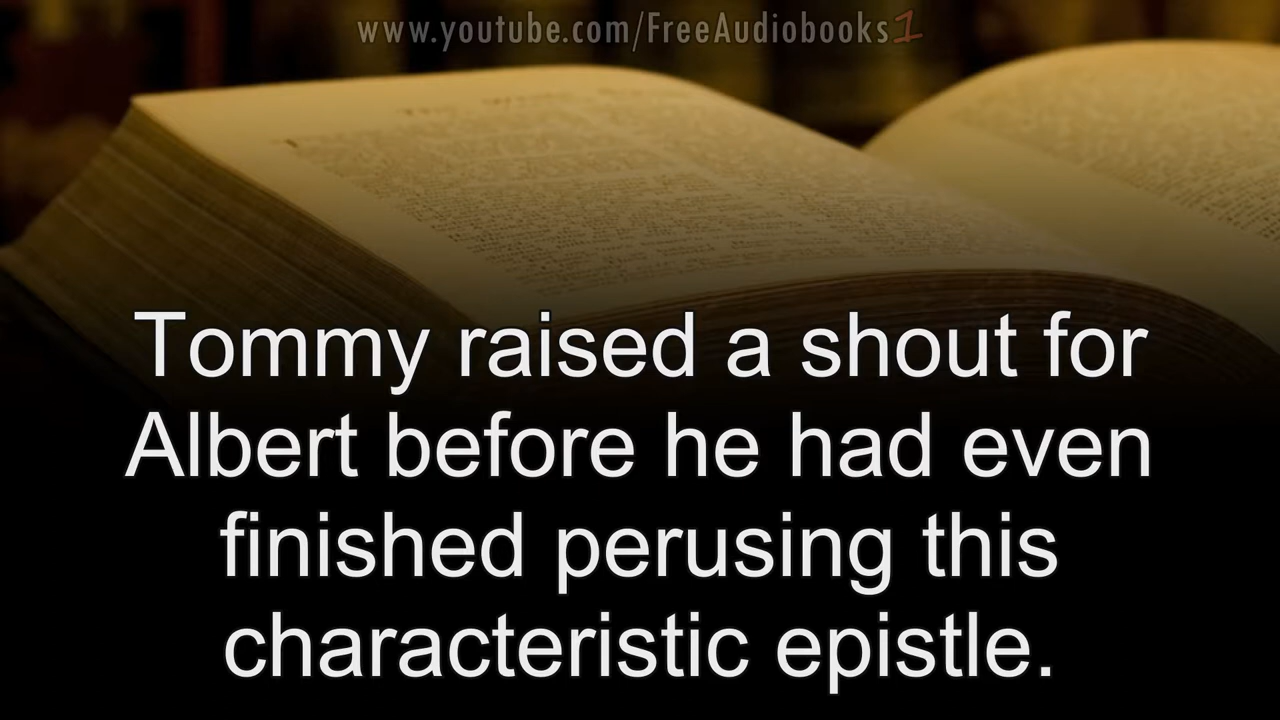 www.youtube.com/FreeAudiobooks1
Tommy raised a shout for
Albert before he had even
finished perusing this
characteristic epistle.